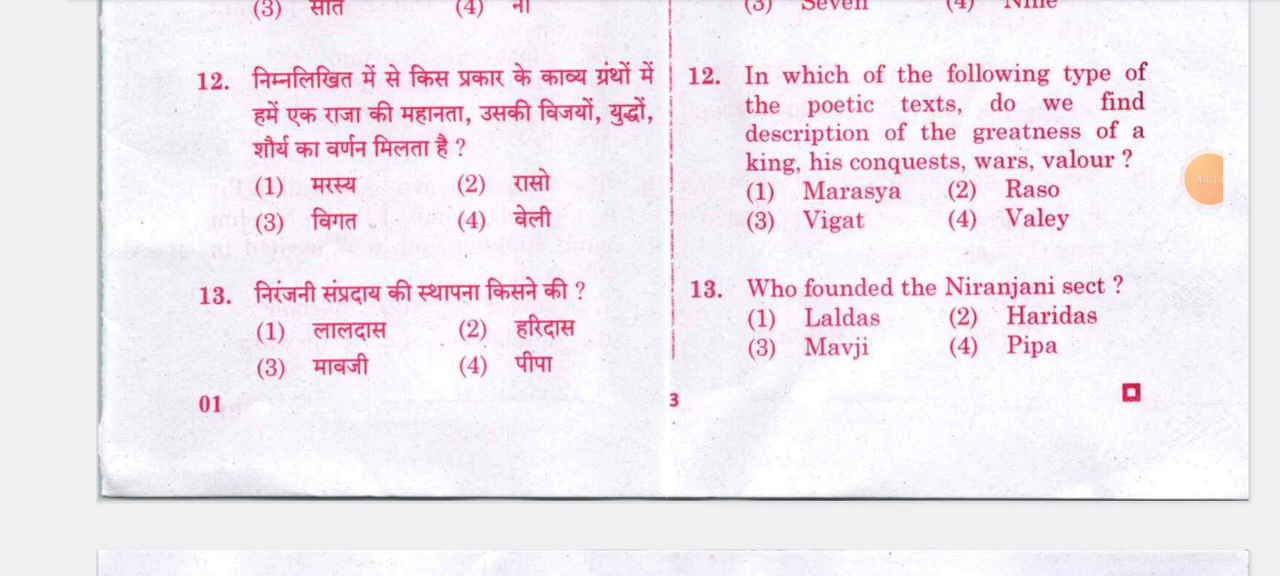 (3) सात (4) नौ
12. निम्नलिखित में से किस प्रकार के काव्य ग्रंथों में
हमें एक राजा की महानता, उसकी विजयों, युद्धों,
शौर्य का वर्णन मिलता है ?
(1) मरस्य (2) रासो
(3) विगत (4) वेली
13. निरंजनी संप्रदाय की स्थापना किसने की ?
(1) लालदास (2) हरिदास
(3) मावजी (4) पीपा
01
(3) Seven (4) Nine
12. In which of the following type of
the poetic texts, do we find
description of the greatness of a
king, his conquests, wars, valour ?
(1) Marasya (2) Raso
(3) Vigat (4) Valey
13. Who founded the Niranjani sect ?
(1) Laldas (2) Haridas
(3) Mavji (4) Pipa
3